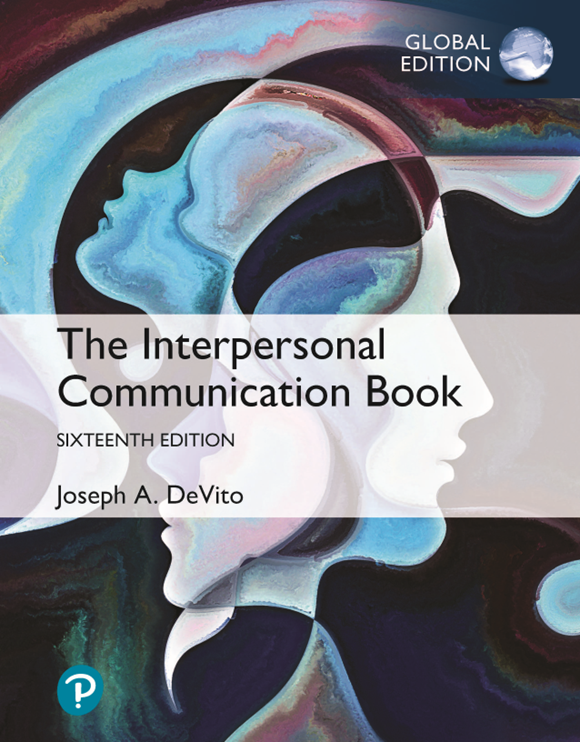 GLOBAL
EDITION
The Interpersonal
Communication Book
SIXTEENTH EDITION
Joseph A. DeVito
P